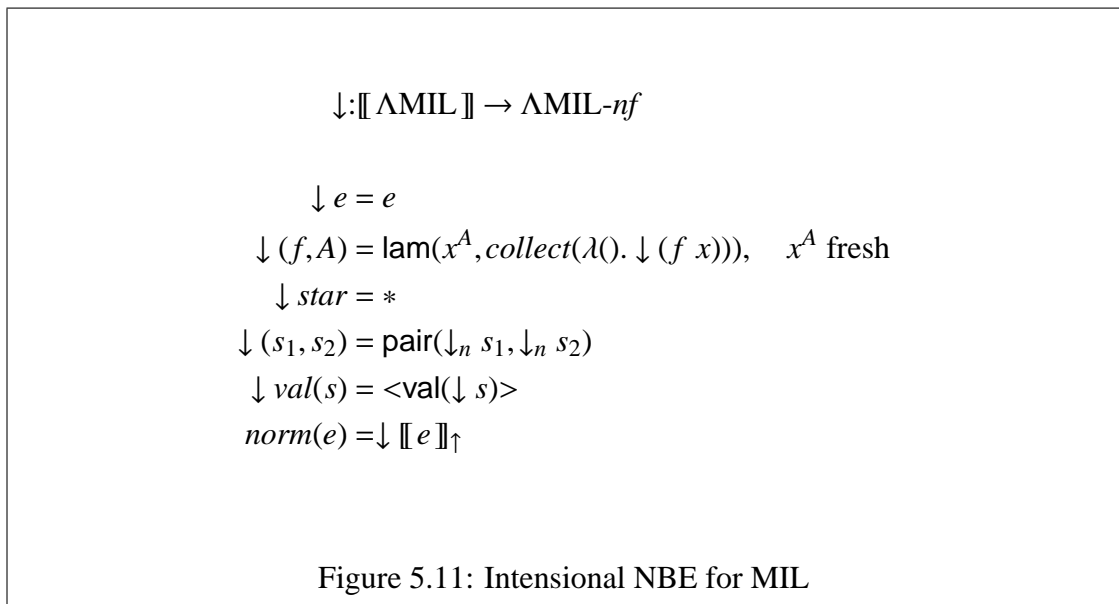 ↓:⟦ ΛMIL ⟧ → ΛMIL-nf
↓ e = e
↓ (f, A) = lam(x^A, collect(λ(). ↓ (f x))), x^A fresh
↓ star = ∗
↓ (s₁, s₂) = pair(↓ₙ s₁, ↓ₙ s₂)
↓ val(s) = <val(↓ s)>
norm(e) =↓ ⟦ e ⟧↑
Figure 5.11: Intensional NBE for MIL